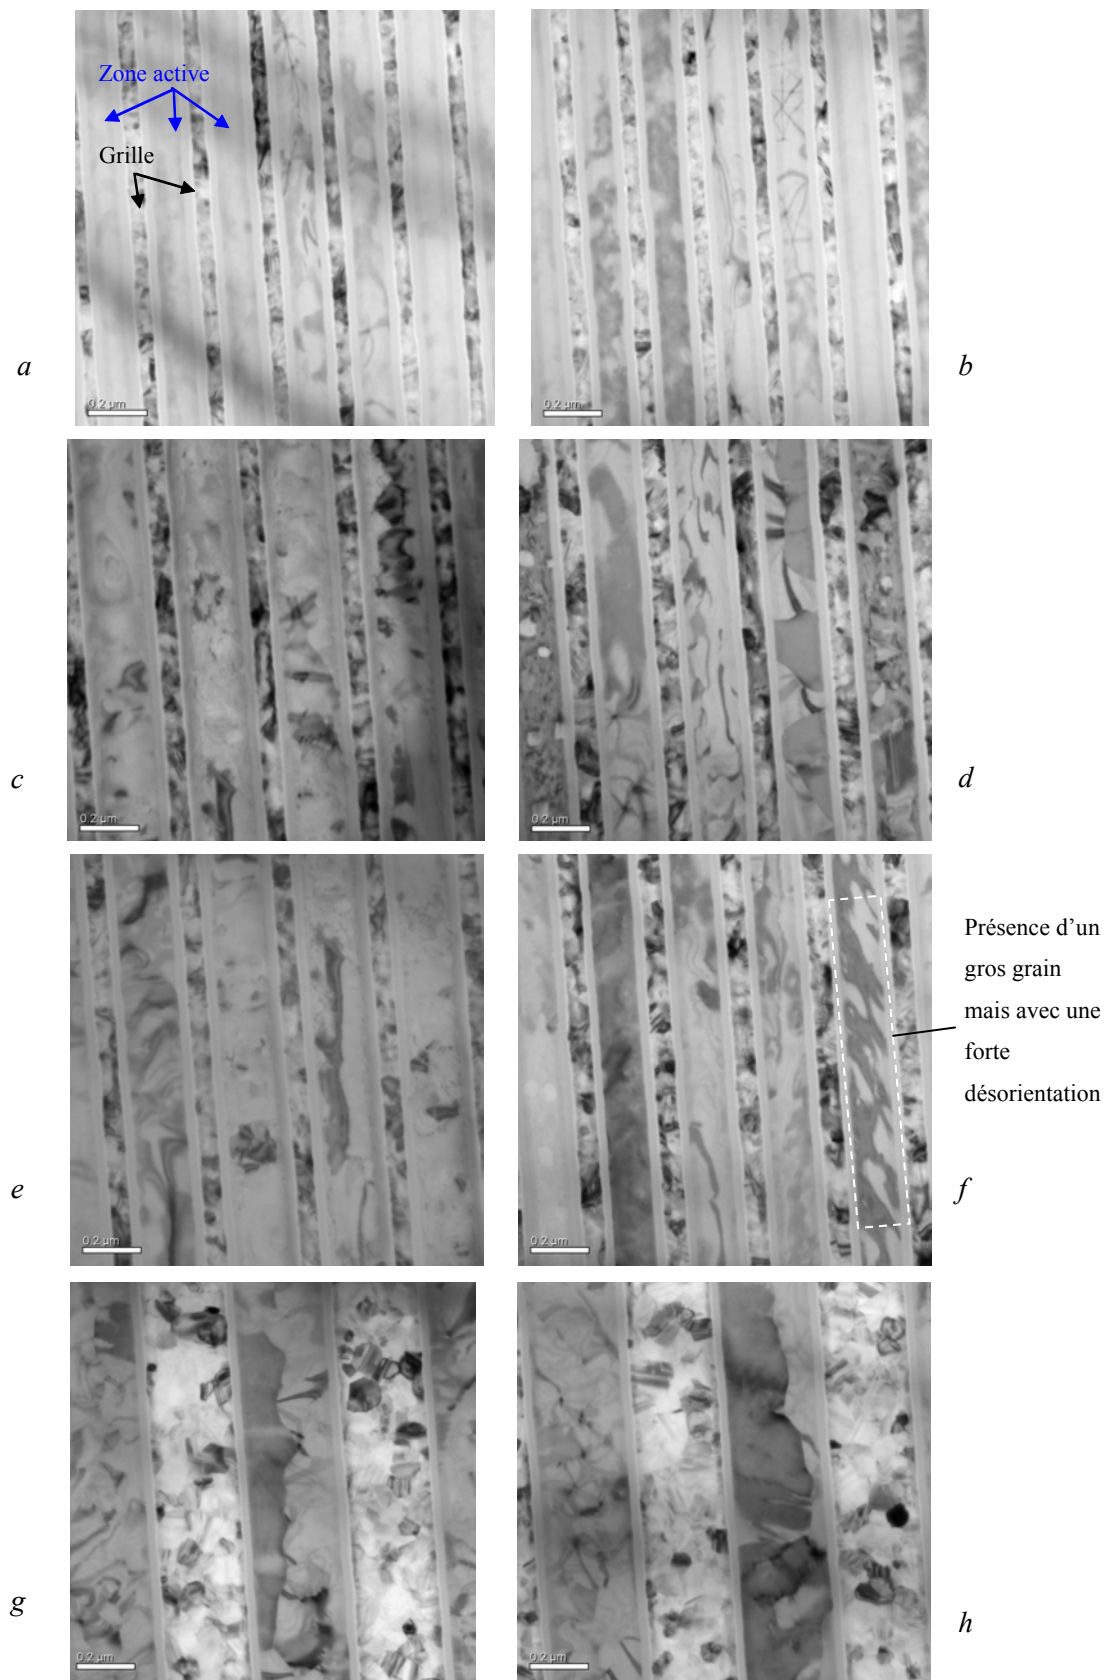 Zone active
Grille
0.2 µm
a
0.2 µm
b
0.2 µm
c
0.2 µm
d
0.2 µm
e
0.2 µm
f
Présence d’un
gros grain
mais avec une
forte
désorientation
0.2 µm
g
0.2 µm
h